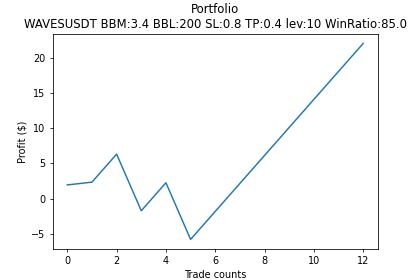 Portfolio
WAVESUSDT BBM:3.4 BBL:200 SL:0.8 TP:0.4 lev:10 WinRatio:85.0
Profit ($)
20
15
10
5
0
−5
0 2 4 6 8 10 12
Trade counts